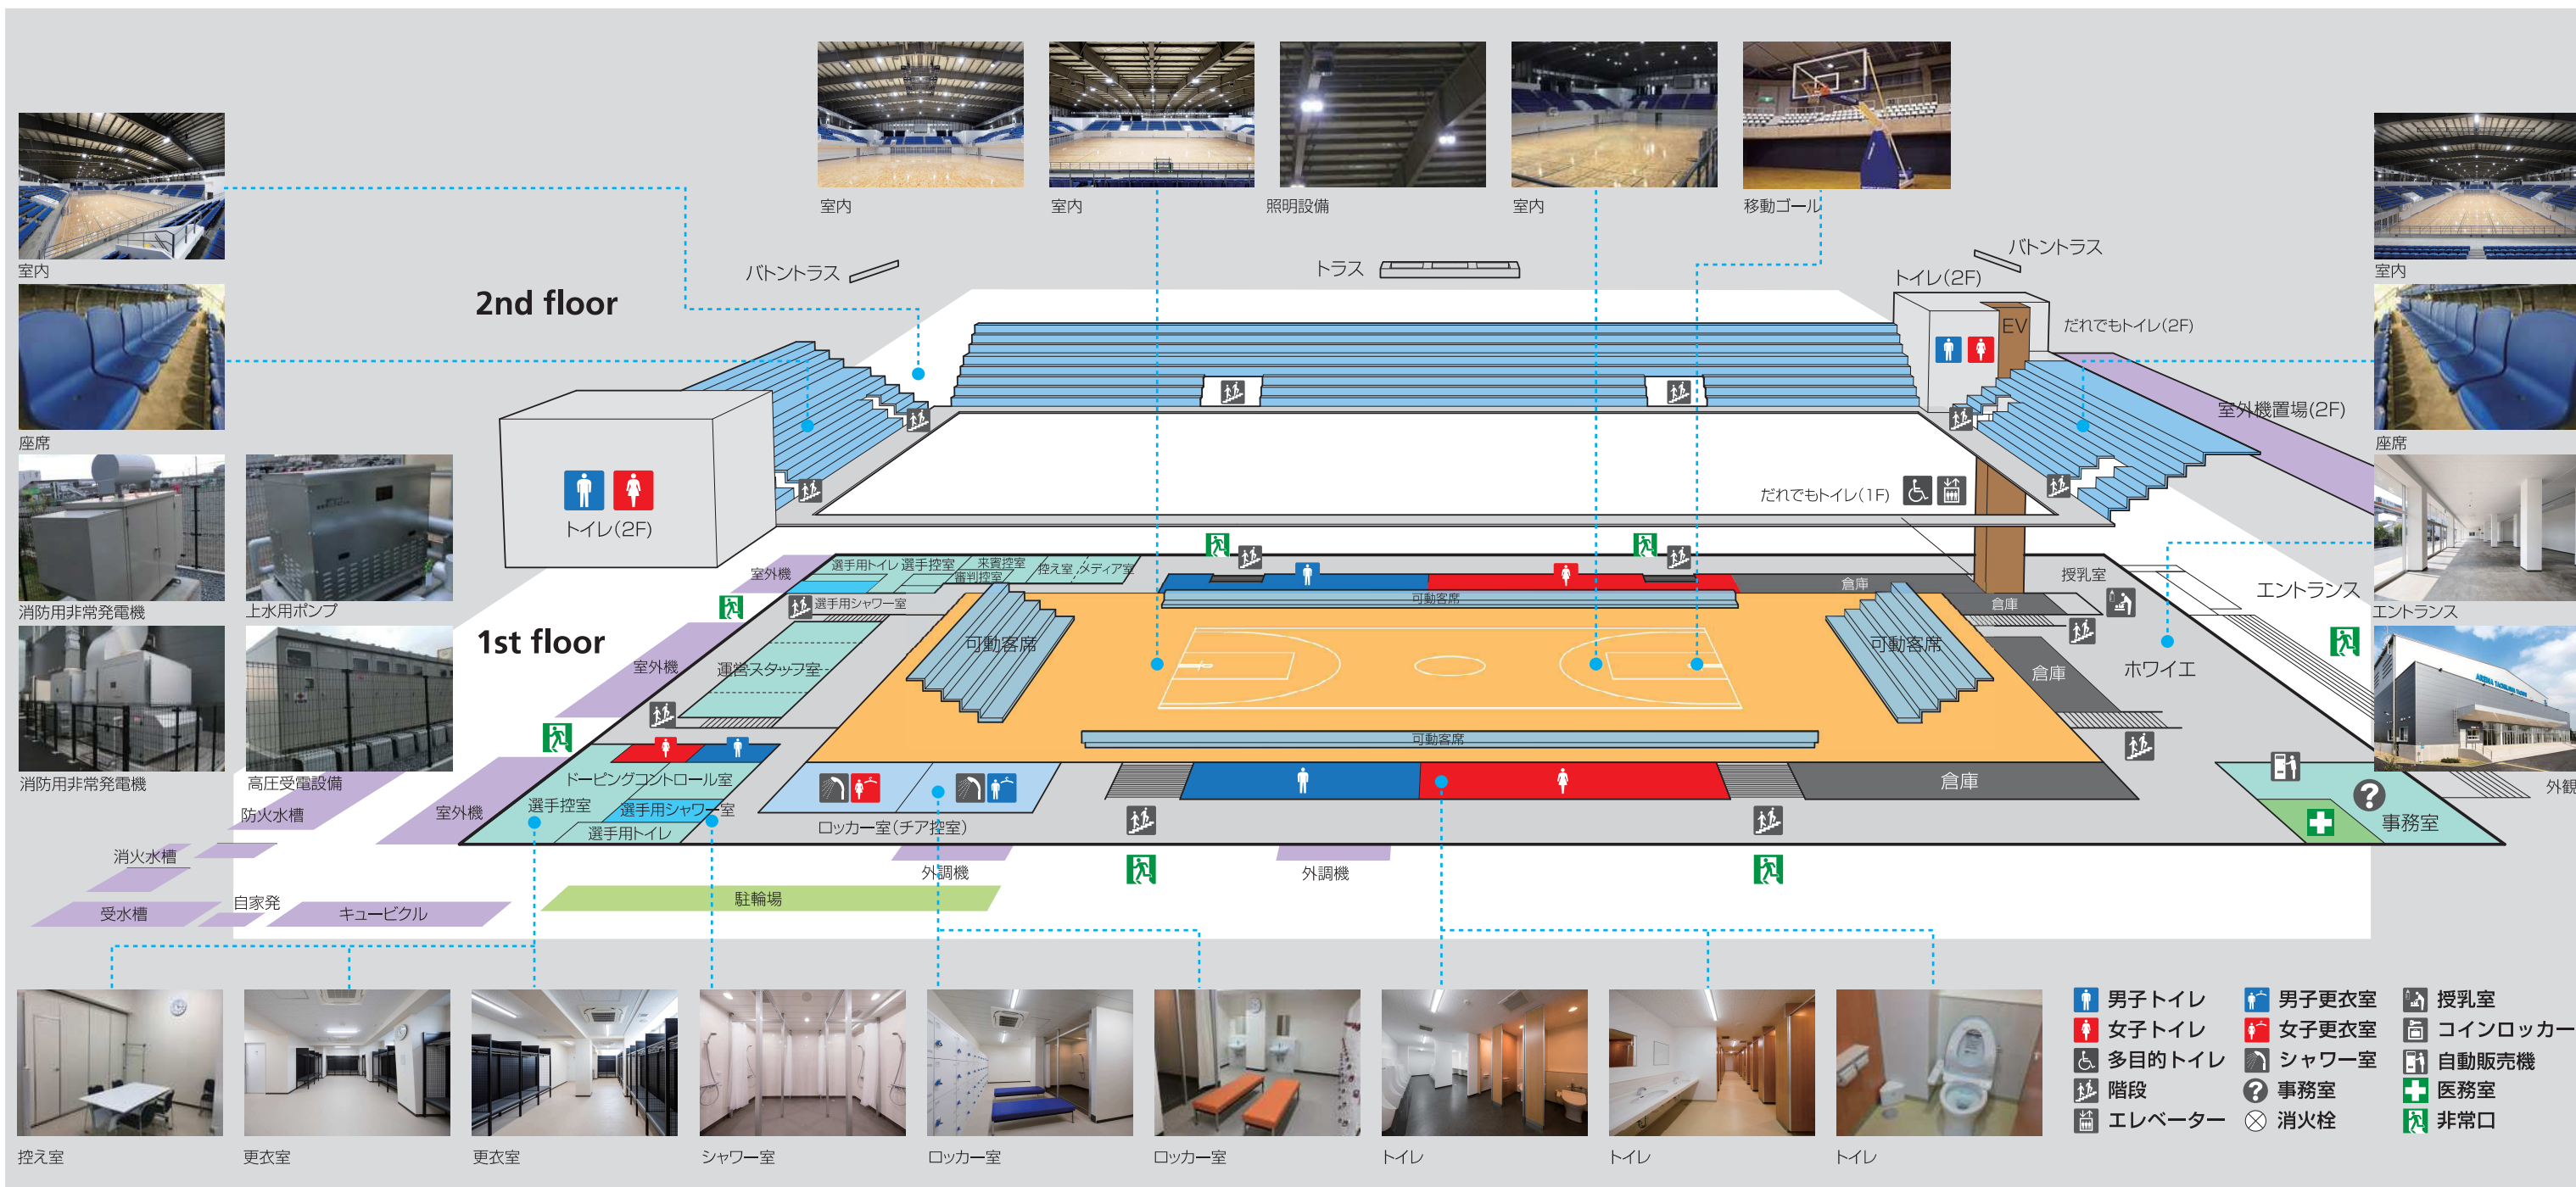 室内
室内
照明設備
室内
移動ゴール
室内
座席
消防用非常発電機
上水用ポンプ
消防用非常発電機
高圧受電設備
室内
座席
エントランス
外観
2nd floor
バトントラス
トラス
バトントラス
トイレ(2F)
EV
だれでもトイレ(2F)
室外機置場(2F)
トイレ(2F)
だれでもトイレ(1F)
1st floor
室外機
選手用トイレ
選手控室
来賓控室
審判控室
控え室
メディア室
選手用シャワー室
倉庫
倉庫
授乳室
エントランス
可動客席
可動客席
可動客席
室外機
運営スタッフ室
倉庫
ホワイエ
可動客席
ドーピングコントロール室
選手控室
選手用シャワー室
選手用トイレ
ロッカー室(チア控室)
倉庫
事務室
室外機
防火水槽
消火水槽
受水槽
自家発
キュービクル
外調機
外調機
駐輪場
控え室
更衣室
更衣室
シャワー室
ロッカー室
ロッカー室
トイレ
トイレ
トイレ
男子トイレ
女子トイレ
多目的トイレ
階段
エレベーター
男子更衣室
女子更衣室
シャワー室
事務室
消火栓
授乳室
コインロッカー
自動販売機
医務室
非常口